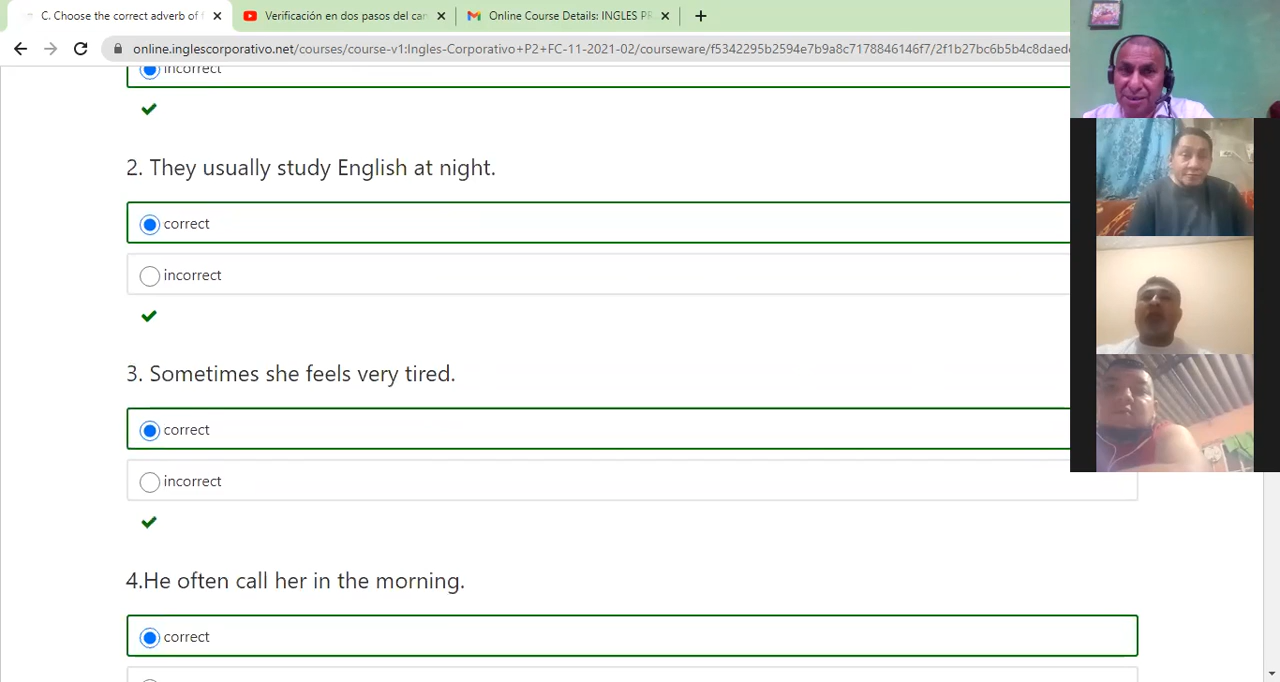 C. Choose the correct adverb of f
Verificación en dos pasos del car
Online Course Details: INGLES PR
online.inglescorporativo.net/courses/course-v1:Ingles-Corporativo+P2+FC-11-2021-02/courseware/f5342295b2594e7b9a8c7178846146f7/2f1b27bc6b5b4c8daed
incorrect
2. They usually study English at night.
correct
incorrect
3. Sometimes she feels very tired.
correct
incorrect
4.He often call her in the morning.
correct